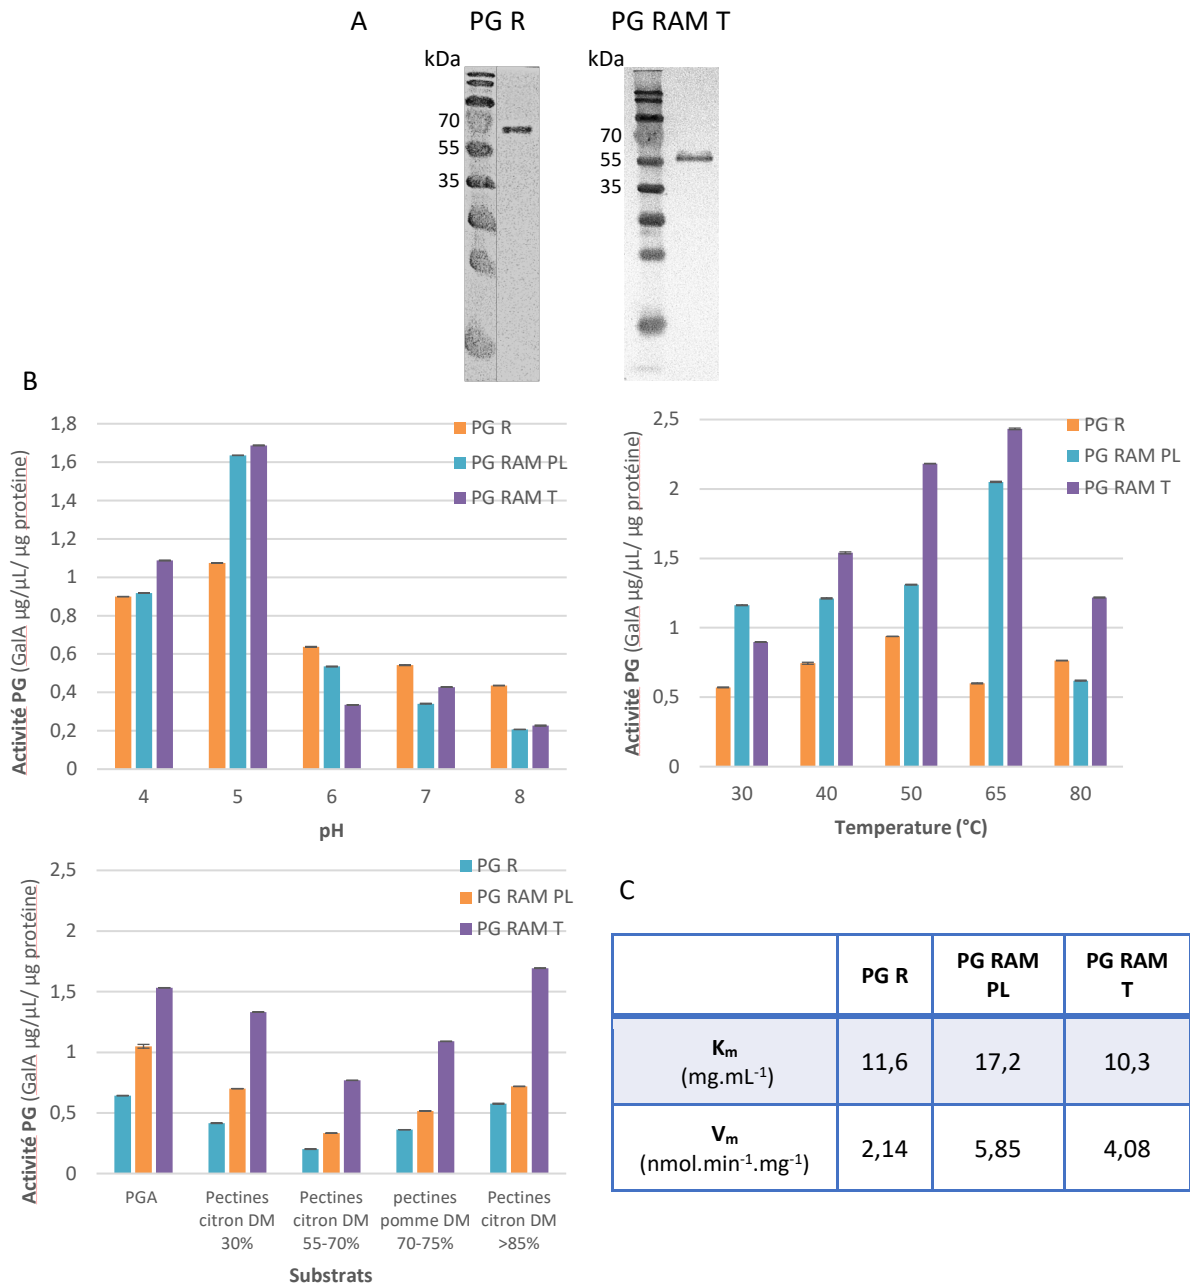 A
PG R
PG RAM T
kDa
70
55
35
kDa
70
55
35
B
Activité PG (GalA µg/µL/ µg protéine)
1,8
1,6
1,4
1,2
1
0,8
0,6
0,4
0,2
0
PG R
PG RAM PL
PG RAM T
4 5 6 7 8
pH
Activité PG (GalA µg/µL/ µg protéine)
2,5
2
1,5
1
0,5
0
PG R
PG RAM PL
PG RAM T
30 40 50 65 80
Temperature (°C)
Activité PG (GalA µg/µL/ µg protéine)
2,5
2
1,5
1
0,5
0
PG R
PG RAM PL
PG RAM T
PGA
Pectines
citron DM
30%
Pectines
citron DM
55-70%
pectines
pomme DM
70-75%
Pectines
citron DM
>85%
Substrats
C
PG R
PG RAM
PL
PG RAM
T
Km
(mg.mL-1)
11,6 17,2 10,3
Vm
(nmol.min-1.mg-1)
2,14 5,85 4,08